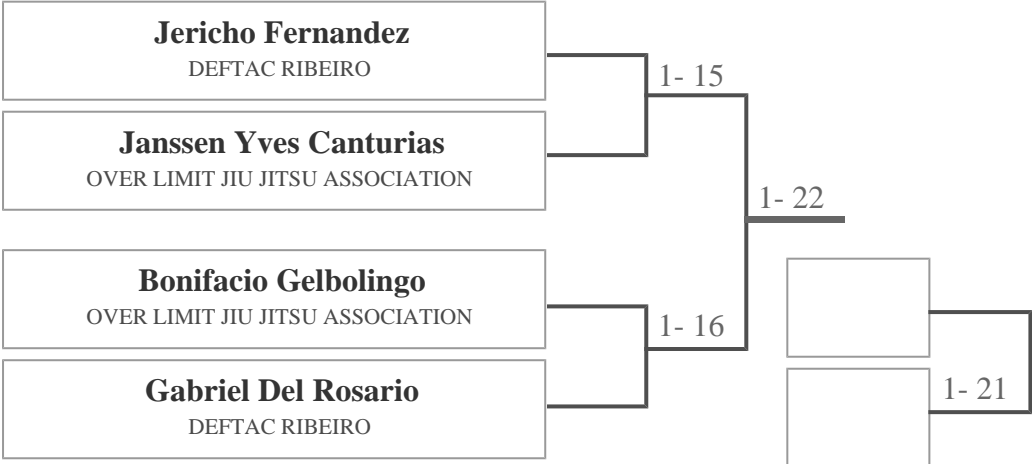 Jericho Fernandez
DEFTAC RIBEIRO
1- 15
Janssen Yves Canturias
OVER LIMIT JIU JITSU ASSOCIATION
1- 22
Bonifacio Gelbolingo
OVER LIMIT JIU JITSU ASSOCIATION
1- 16
Gabriel Del Rosario
DEFTAC RIBEIRO
1- 21